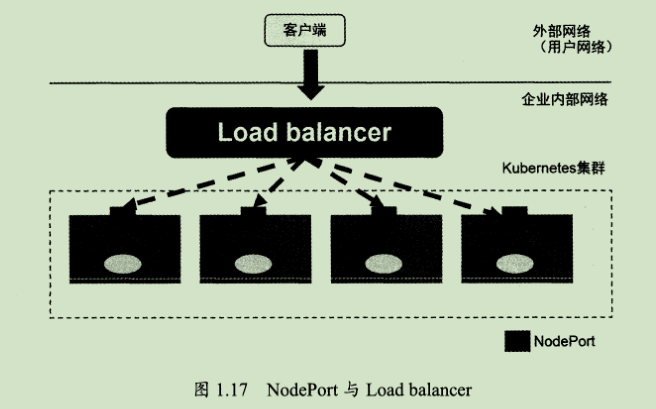 客户端
外部网络
（用户网络）
企业内部网络
Load balancer
Kubernetes集群
NodePort
图 1.17 NodePort 与 Load balancer